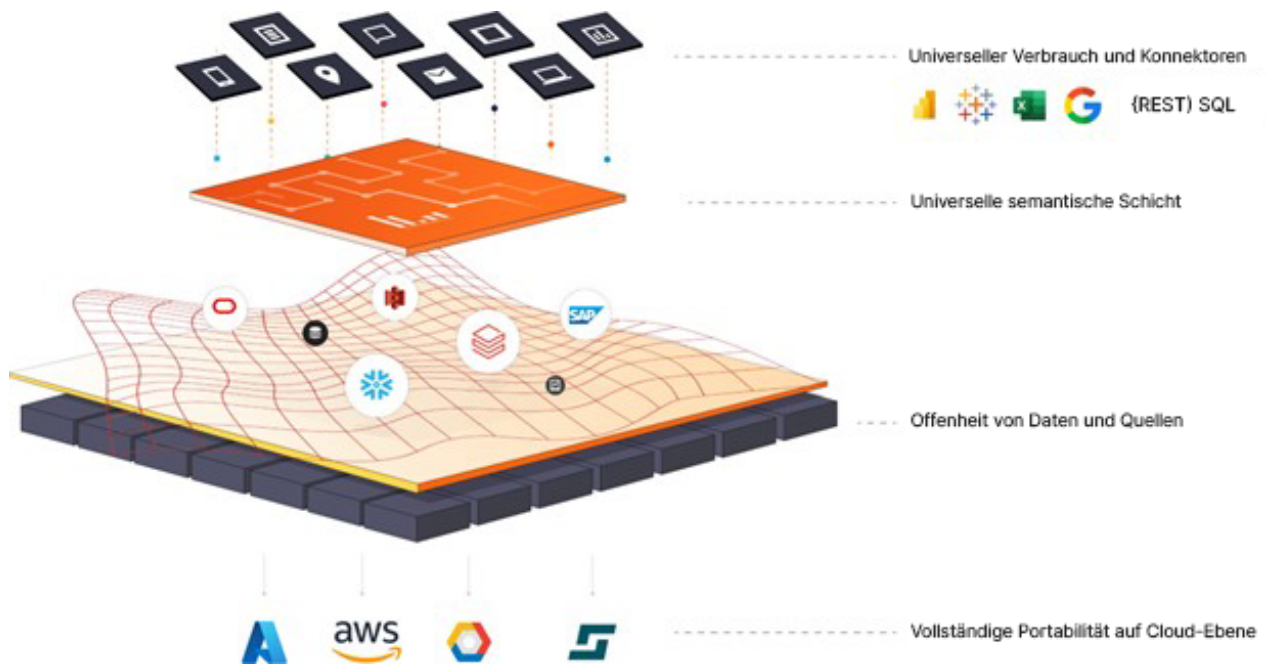 Universeller Verbrauch und Konnektoren
{REST) SQL
Universelle semantische Schicht
SAP
Offenheit von Daten und Quellen
aws
Vollständige Portabilität auf Cloud-Ebene